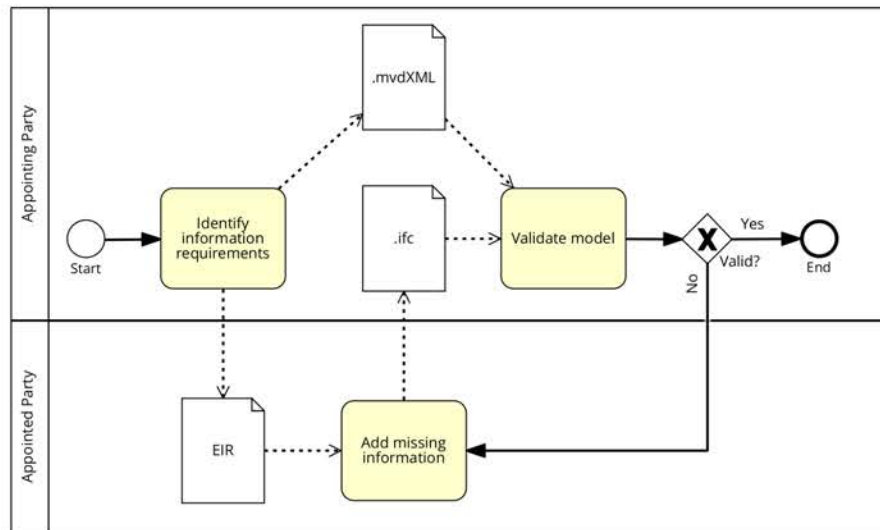 Appointing Party
.mvdXML
Start
Identify
information
requirements
.ifc
Validate model
Yes
Valid?
No
End
Appointed Party
EIR
Add missing
information